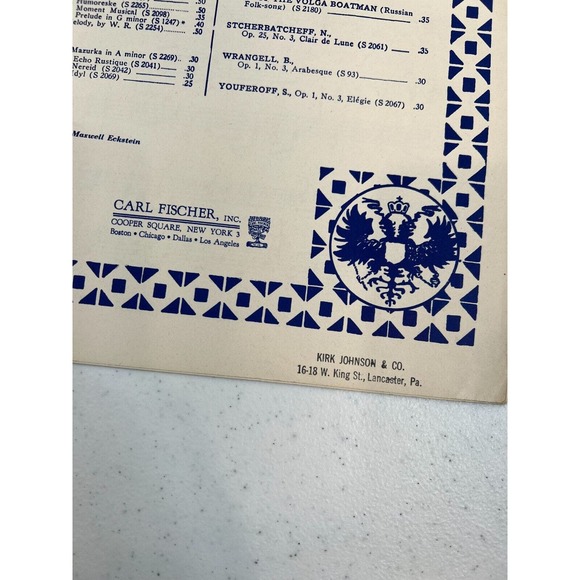 Humoreske (S 2265) .30
Moment Musical (S 2098) .50
Prelude in G minor (S 1247)* .40
elody, by W. R. (S 2254) .30
Mazurka in A minor (S 2269) .30
Echo Rustique (S 2041) .30
Nereid (S 2042) .30
Idyl (S 2069) .25
THE VOLGA BOATMAN (Russian
Folk-song) (S 2180) .35
STCHERBATCHEFF, N.,
Op. 25, No. 3, Clair de Lune (S 2061) .35
WRANGELL, B.,
Op. 1, No. 3, Arabesque (S 93) .30
YOUFEROFF, S., Op. 1, No. 3, Elégie (S 2067) .30
Maxwell Eckstein
CARL FISCHER, INC.
COOPER SQUARE, NEW YORK 3
Boston • Chicago • Dallas • Los Angeles
KIRK JOHNSON & CO.
16-18 W. King St., Lancaster, Pa.